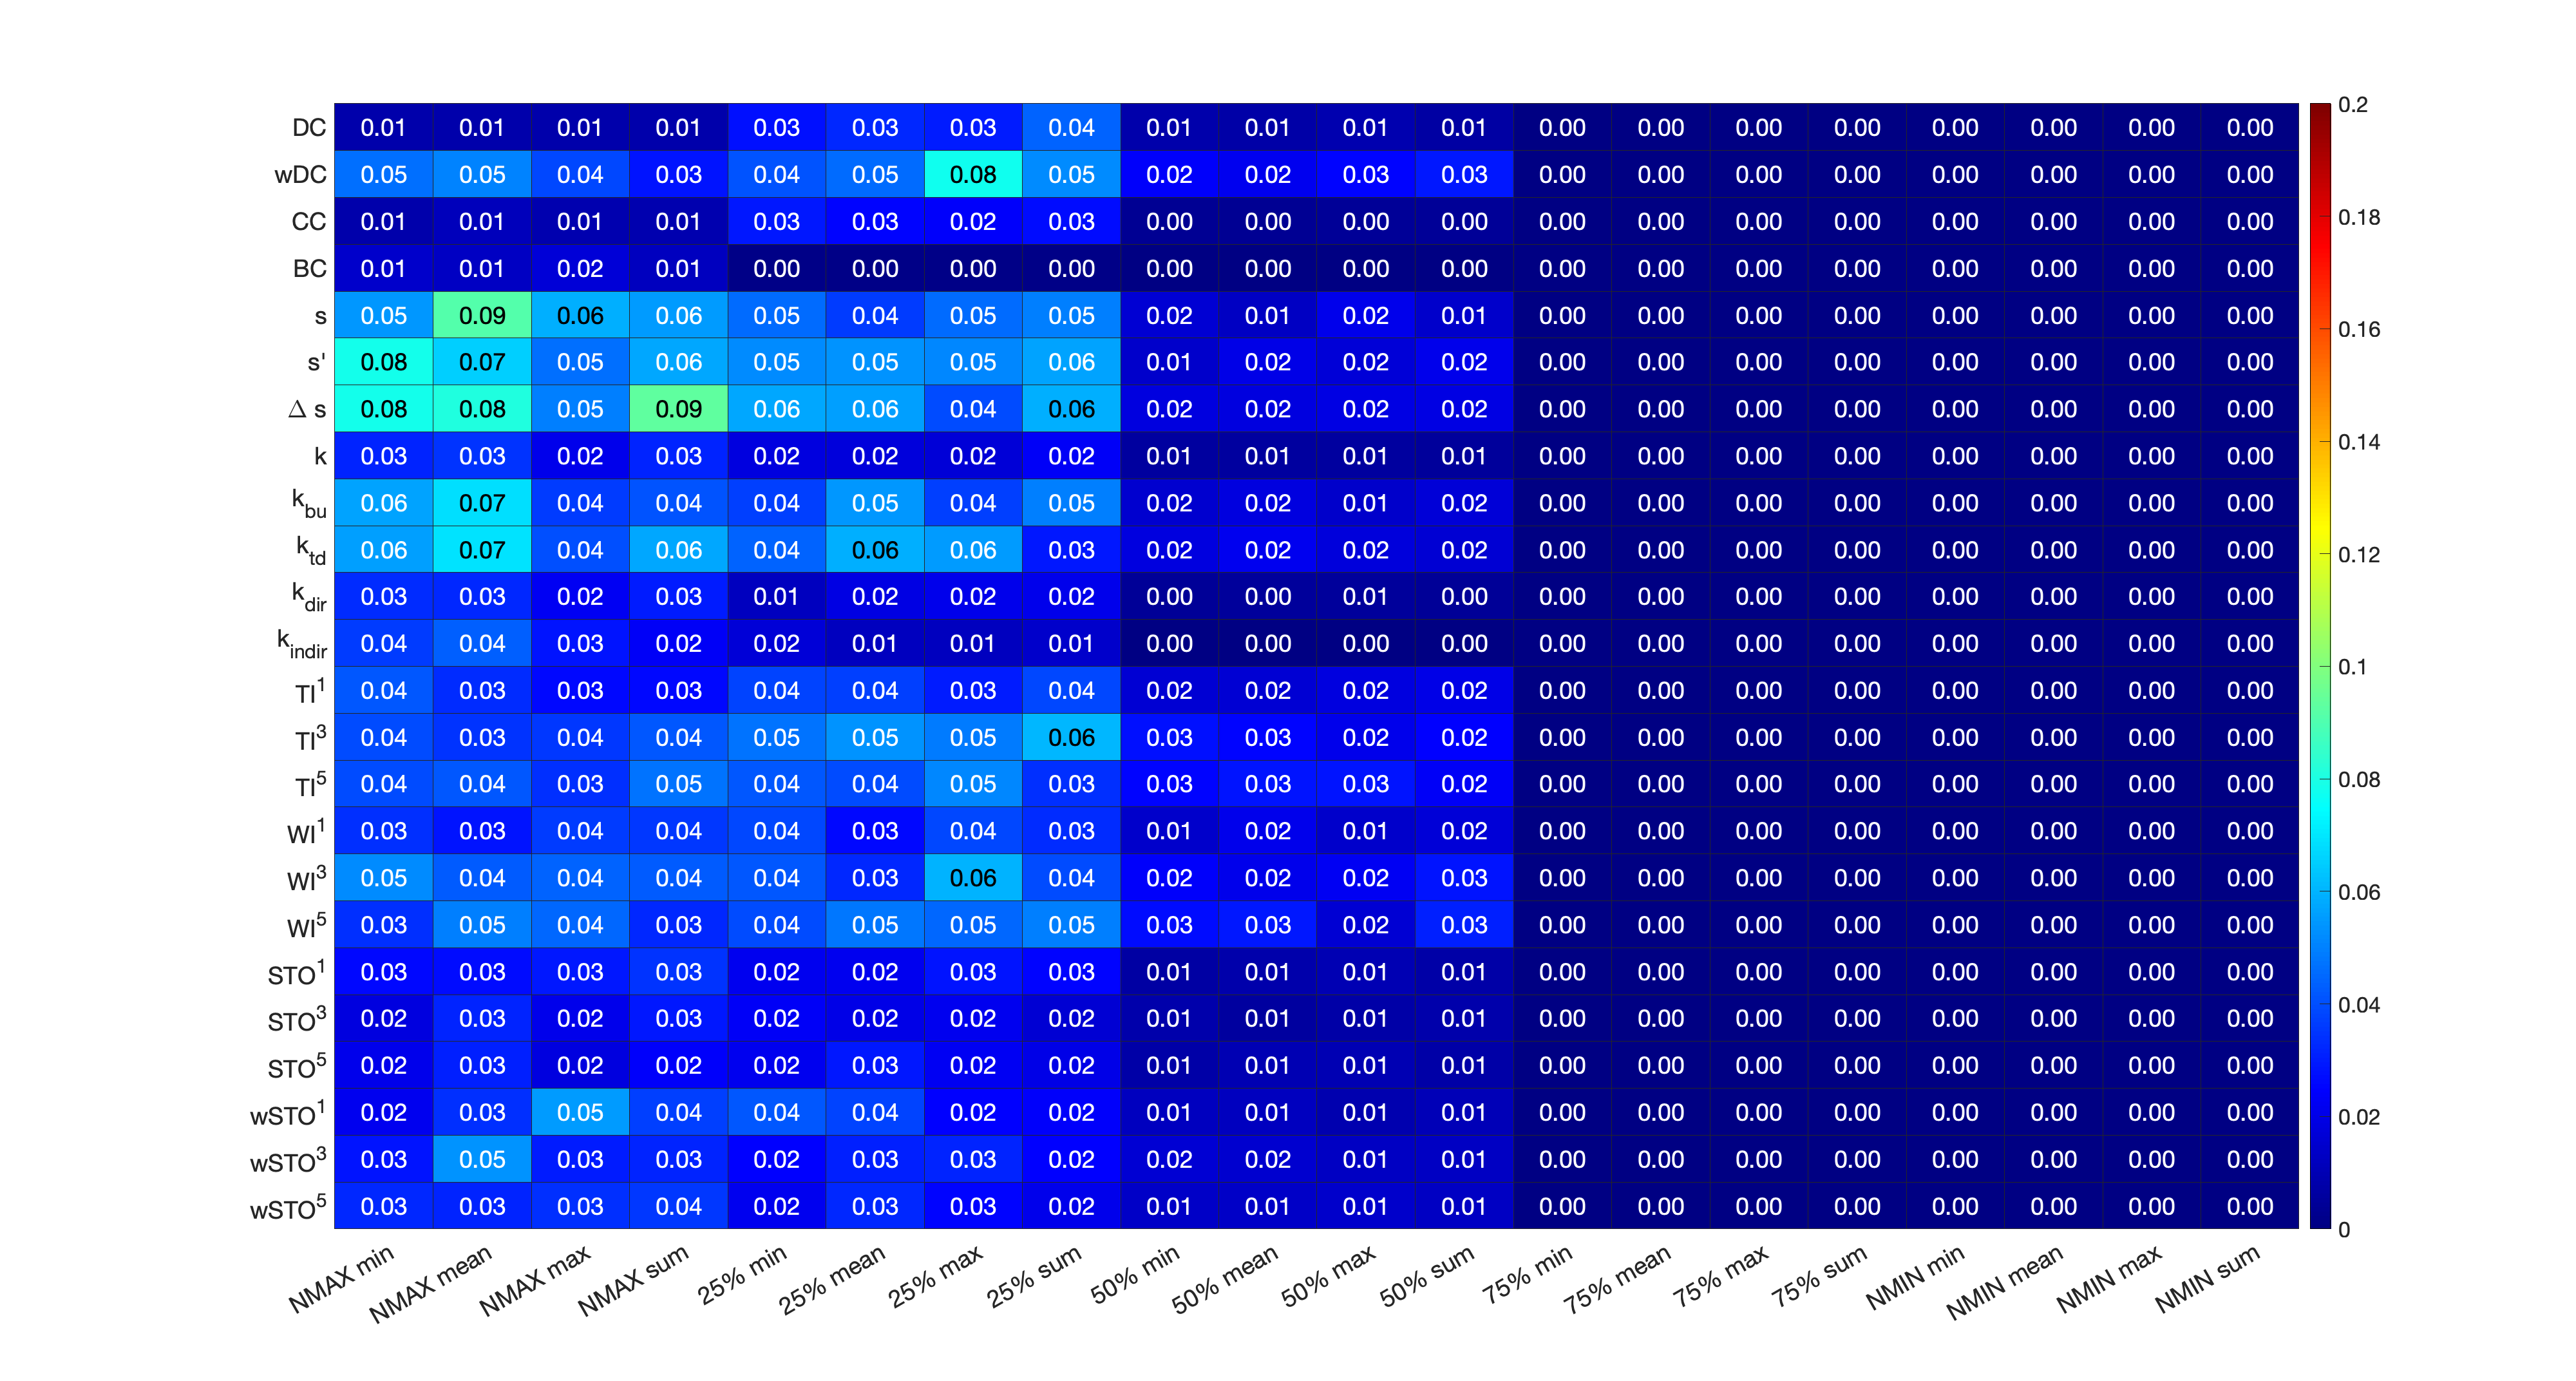 DC 0.01 0.01 0.01 0.01 0.03 0.03 0.03 0.04 0.01 0.01 0.01 0.01 0.00 0.00 0.00 0.00 0.00 0.00 0.00 0.00
wDC 0.05 0.05 0.04 0.03 0.04 0.05 0.08 0.05 0.02 0.02 0.03 0.03 0.00 0.00 0.00 0.00 0.00 0.00 0.00 0.00
CC 0.01 0.01 0.01 0.01 0.03 0.03 0.02 0.03 0.00 0.00 0.00 0.00 0.00 0.00 0.00 0.00 0.00 0.00 0.00 0.00
BC 0.01 0.01 0.02 0.01 0.00 0.00 0.00 0.00 0.00 0.00 0.00 0.00 0.00 0.00 0.00 0.00 0.00 0.00 0.00 0.00
s 0.05 0.09 0.06 0.06 0.05 0.04 0.05 0.05 0.02 0.01 0.02 0.01 0.00 0.00 0.00 0.00 0.00 0.00 0.00 0.00
s' 0.08 0.07 0.05 0.06 0.05 0.05 0.05 0.06 0.01 0.02 0.02 0.02 0.00 0.00 0.00 0.00 0.00 0.00 0.00 0.00
Δ s 0.08 0.08 0.05 0.09 0.06 0.06 0.04 0.06 0.02 0.02 0.02 0.02 0.00 0.00 0.00 0.00 0.00 0.00 0.00 0.00
k 0.03 0.03 0.02 0.03 0.02 0.02 0.02 0.02 0.01 0.01 0.01 0.01 0.00 0.00 0.00 0.00 0.00 0.00 0.00 0.00
k_bu 0.06 0.07 0.04 0.04 0.04 0.05 0.04 0.05 0.02 0.02 0.01 0.02 0.00 0.00 0.00 0.00 0.00 0.00 0.00 0.00
k_td 0.06 0.07 0.04 0.06 0.04 0.06 0.06 0.03 0.02 0.02 0.02 0.02 0.00 0.00 0.00 0.00 0.00 0.00 0.00 0.00
k_dir 0.03 0.03 0.02 0.03 0.01 0.02 0.02 0.02 0.00 0.00 0.01 0.00 0.00 0.00 0.00 0.00 0.00 0.00 0.00 0.00
k_indir 0.04 0.04 0.03 0.02 0.02 0.01 0.01 0.01 0.00 0.00 0.00 0.00 0.00 0.00 0.00 0.00 0.00 0.00 0.00 0.00
TI¹ 0.04 0.03 0.03 0.03 0.04 0.04 0.03 0.04 0.02 0.02 0.02 0.02 0.00 0.00 0.00 0.00 0.00 0.00 0.00 0.00
TI³ 0.04 0.03 0.04 0.04 0.05 0.05 0.05 0.06 0.03 0.03 0.02 0.02 0.00 0.00 0.00 0.00 0.00 0.00 0.00 0.00
TI⁵ 0.04 0.04 0.03 0.05 0.04 0.04 0.05 0.03 0.03 0.03 0.03 0.02 0.00 0.00 0.00 0.00 0.00 0.00 0.00 0.00
WI¹ 0.03 0.03 0.04 0.04 0.04 0.03 0.04 0.03 0.01 0.02 0.01 0.02 0.00 0.00 0.00 0.00 0.00 0.00 0.00 0.00
WI³ 0.05 0.04 0.04 0.04 0.04 0.03 0.06 0.04 0.02 0.02 0.02 0.03 0.00 0.00 0.00 0.00 0.00 0.00 0.00 0.00
WI⁵ 0.03 0.05 0.04 0.03 0.04 0.05 0.05 0.05 0.03 0.03 0.02 0.03 0.00 0.00 0.00 0.00 0.00 0.00 0.00 0.00
STO¹ 0.03 0.03 0.03 0.03 0.02 0.02 0.03 0.03 0.01 0.01 0.01 0.01 0.00 0.00 0.00 0.00 0.00 0.00 0.00 0.00
STO³ 0.02 0.03 0.02 0.03 0.02 0.02 0.02 0.02 0.01 0.01 0.01 0.01 0.00 0.00 0.00 0.00 0.00 0.00 0.00 0.00
STO⁵ 0.02 0.03 0.02 0.02 0.02 0.03 0.02 0.02 0.01 0.01 0.01 0.01 0.00 0.00 0.00 0.00 0.00 0.00 0.00 0.00
wSTO¹ 0.02 0.03 0.05 0.04 0.04 0.04 0.02 0.02 0.01 0.01 0.01 0.01 0.00 0.00 0.00 0.00 0.00 0.00 0.00 0.00
wSTO³ 0.03 0.05 0.03 0.03 0.02 0.03 0.03 0.02 0.02 0.02 0.01 0.01 0.00 0.00 0.00 0.00 0.00 0.00 0.00 0.00
wSTO⁵ 0.03 0.03 0.03 0.04 0.02 0.03 0.03 0.02 0.01 0.01 0.01 0.01 0.00 0.00 0.00 0.00 0.00 0.00 0.00 0.00
NMAX min
NMAX mean
NMAX max
NMAX sum
25% min
25% mean
25% max
25% sum
50% min
50% mean
50% max
50% sum
75% min
75% mean
75% max
75% sum
NMIN min
NMIN mean
NMIN max
NMIN sum
0.2
0.18
0.16
0.14
0.12
0.1
0.08
0.06
0.04
0.02
0